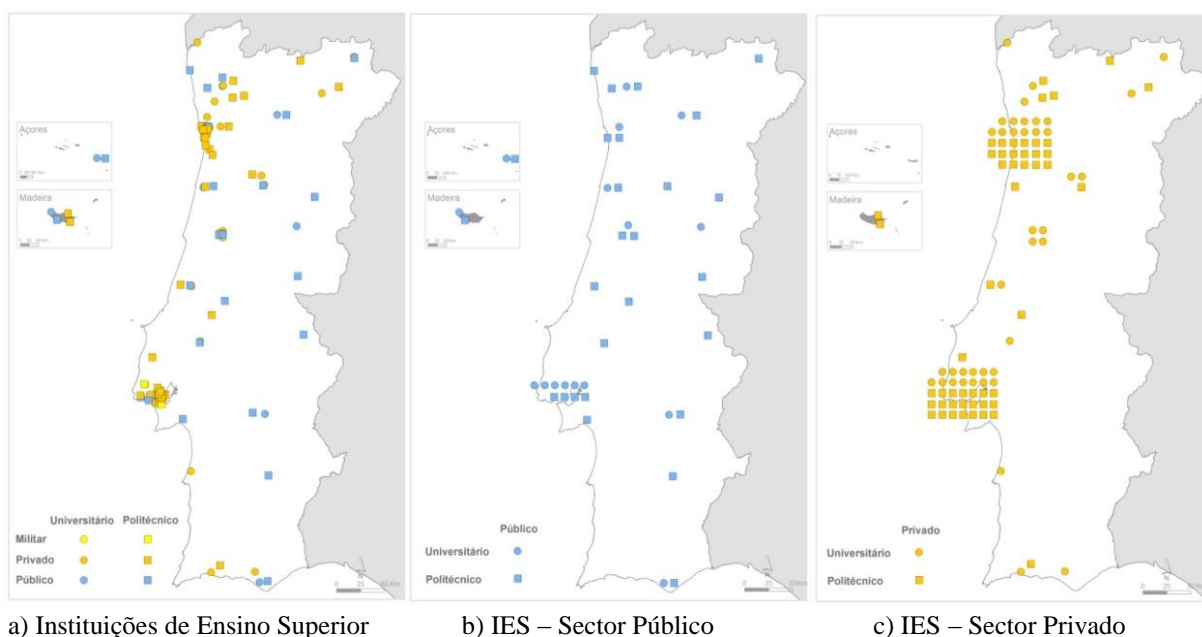 Açores
Madeira
Universitário Politécnico
Militar
Privado
Público
Açores
Madeira
Público
Universitário
Politécnico
Açores
Madeira
Privado
Universitário
Politécnico
a) Instituições de Ensino Superior b) IES – Sector Público c) IES – Sector Privado